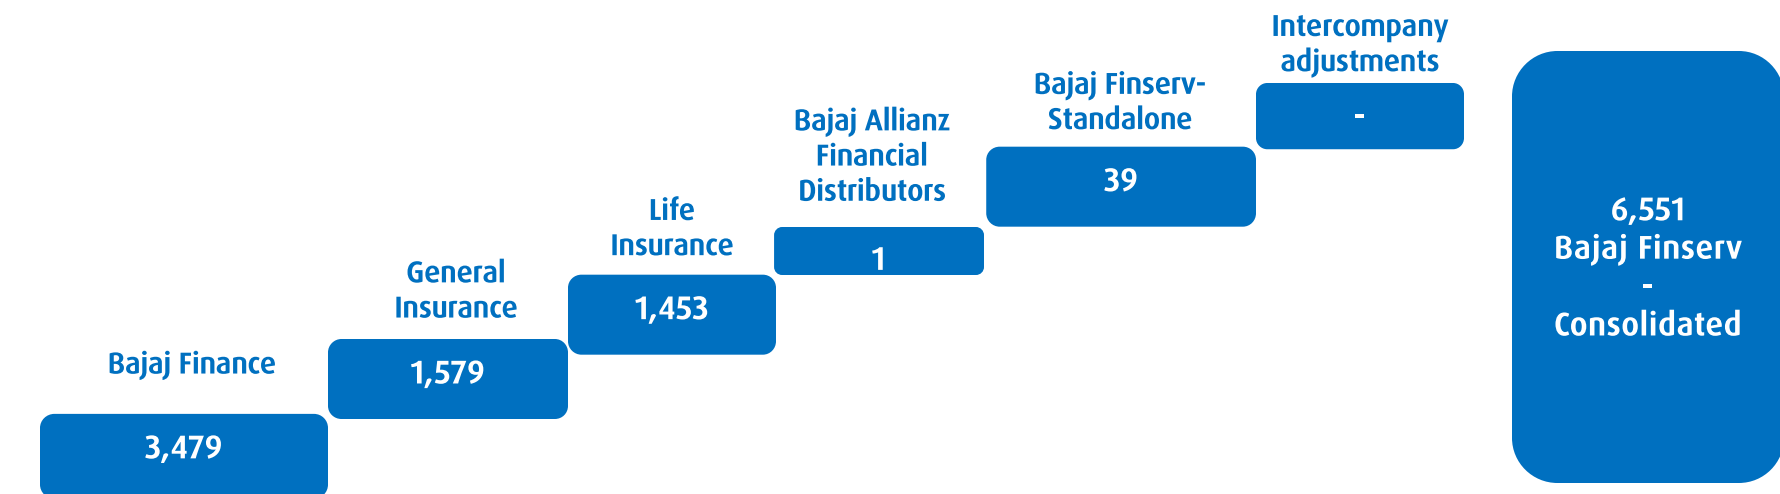 Bajaj Finance
3,479
General
Insurance
1,579
Life
Insurance
1,453
Bajaj Allianz
Financial
Distributors
1
Bajaj Finserv-
Standalone
39
Intercompany
adjustments
-
6,551
Bajaj Finserv
-
Consolidated